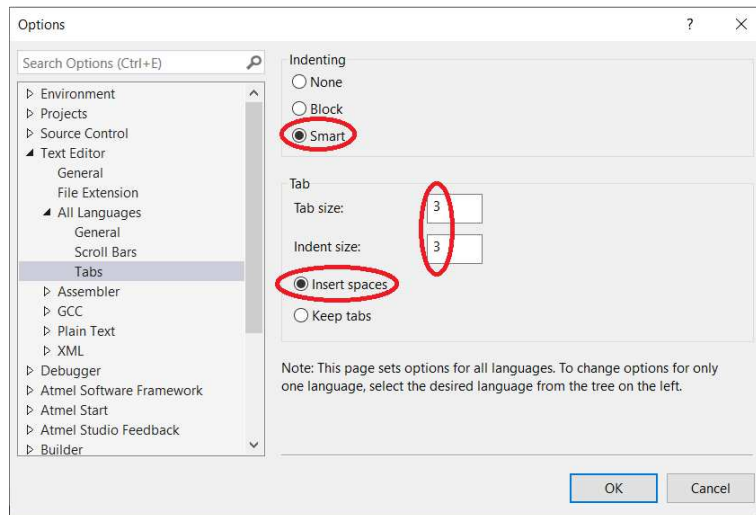 Options
?
Search Options (Ctrl+E)
Environment
Projects
Source Control
Text Editor
General
File Extension
All Languages
General
Scroll Bars
Tabs
Assembler
GCC
Plain Text
XML
Debugger
Atmel Software Framework
Atmel Start
Atmel Studio Feedback
Builder
Indenting
None
Block
Smart
Tab
Tab size: 3
Indent size: 3
Insert spaces
Keep tabs
Note: This page sets options for all languages. To change options for only
one language, select the desired language from the tree on the left.
OK Cancel